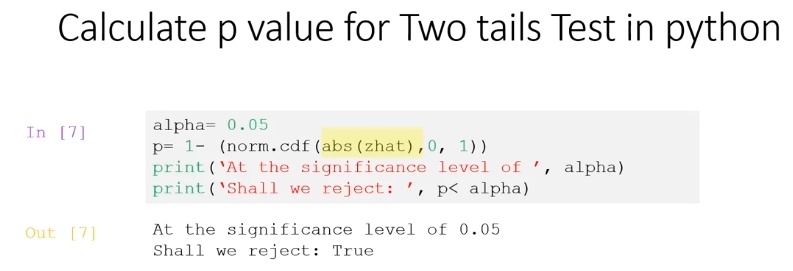 Calculate p value for Two tails Test in python
In [7]
alpha= 0.05
p= 1- (norm.cdf(abs(zhat),0, 1))
print(‘At the significance level of ’, alpha)
print(‘Shall we reject: ’, p< alpha)
Out [7]
At the significance level of 0.05
Shall we reject: True